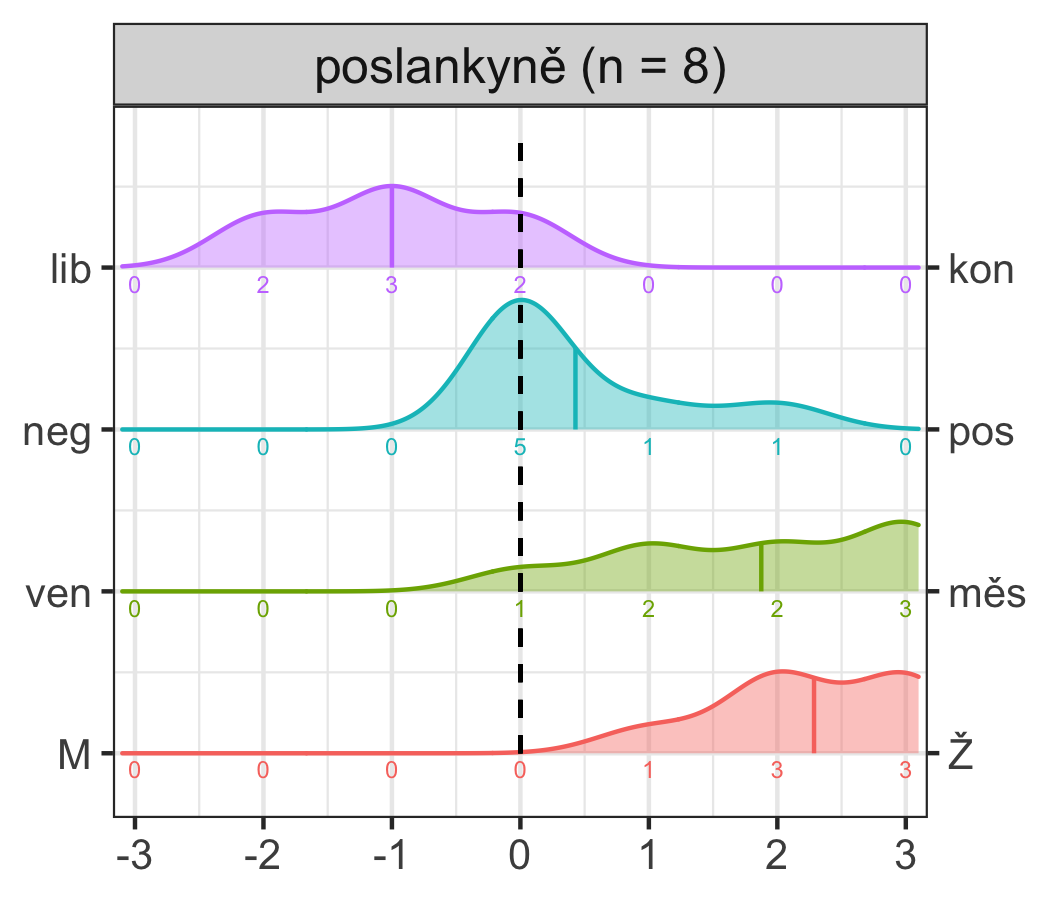 poslankyně (n = 8)
lib kon
0 2 3 2 0 0 0
neg pos
0 0 0 5 1 1 0
ven měs
0 0 0 1 2 2 3
M Ž
0 0 0 0 1 3 3
-3 -2 -1 0 1 2 3